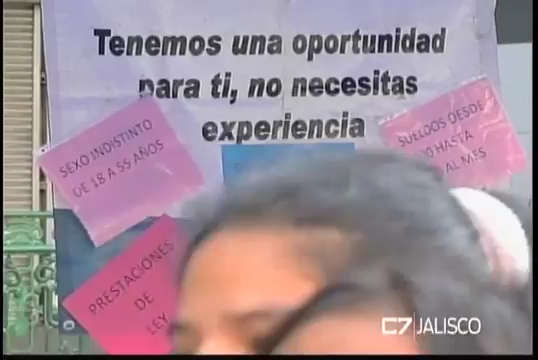 Tenemos una oportunidad
para ti, no necesitas
experiencia
SEXO INDISTINTO
DE 18 A 55 AÑOS
SUELDOS DESDE
HASTA
AL MES
PRESTACIONES
DE
LEY
C7 JALISCO